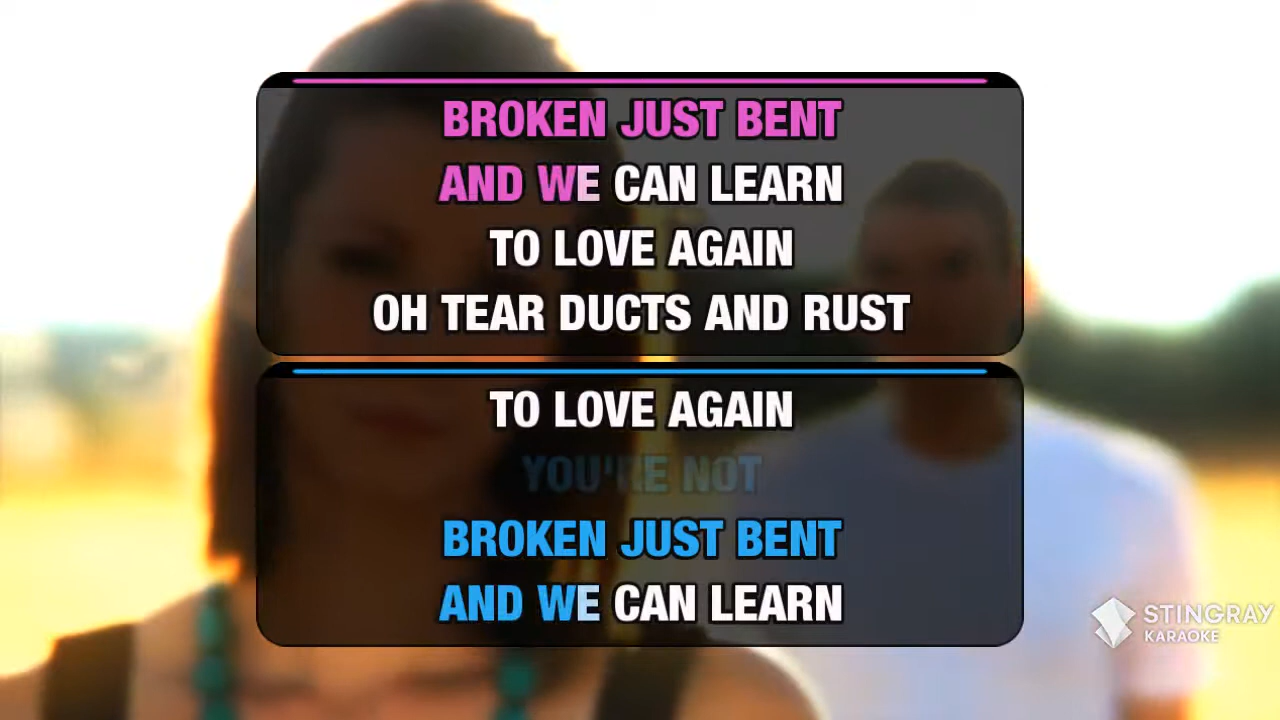 BROKEN JUST BENT
AND WE CAN LEARN
TO LOVE AGAIN
OH TEAR DUCTS AND RUST
TO LOVE AGAIN
YOU'RE NOT
BROKEN JUST BENT
AND WE CAN LEARN
STINGRAY
KARAOKE